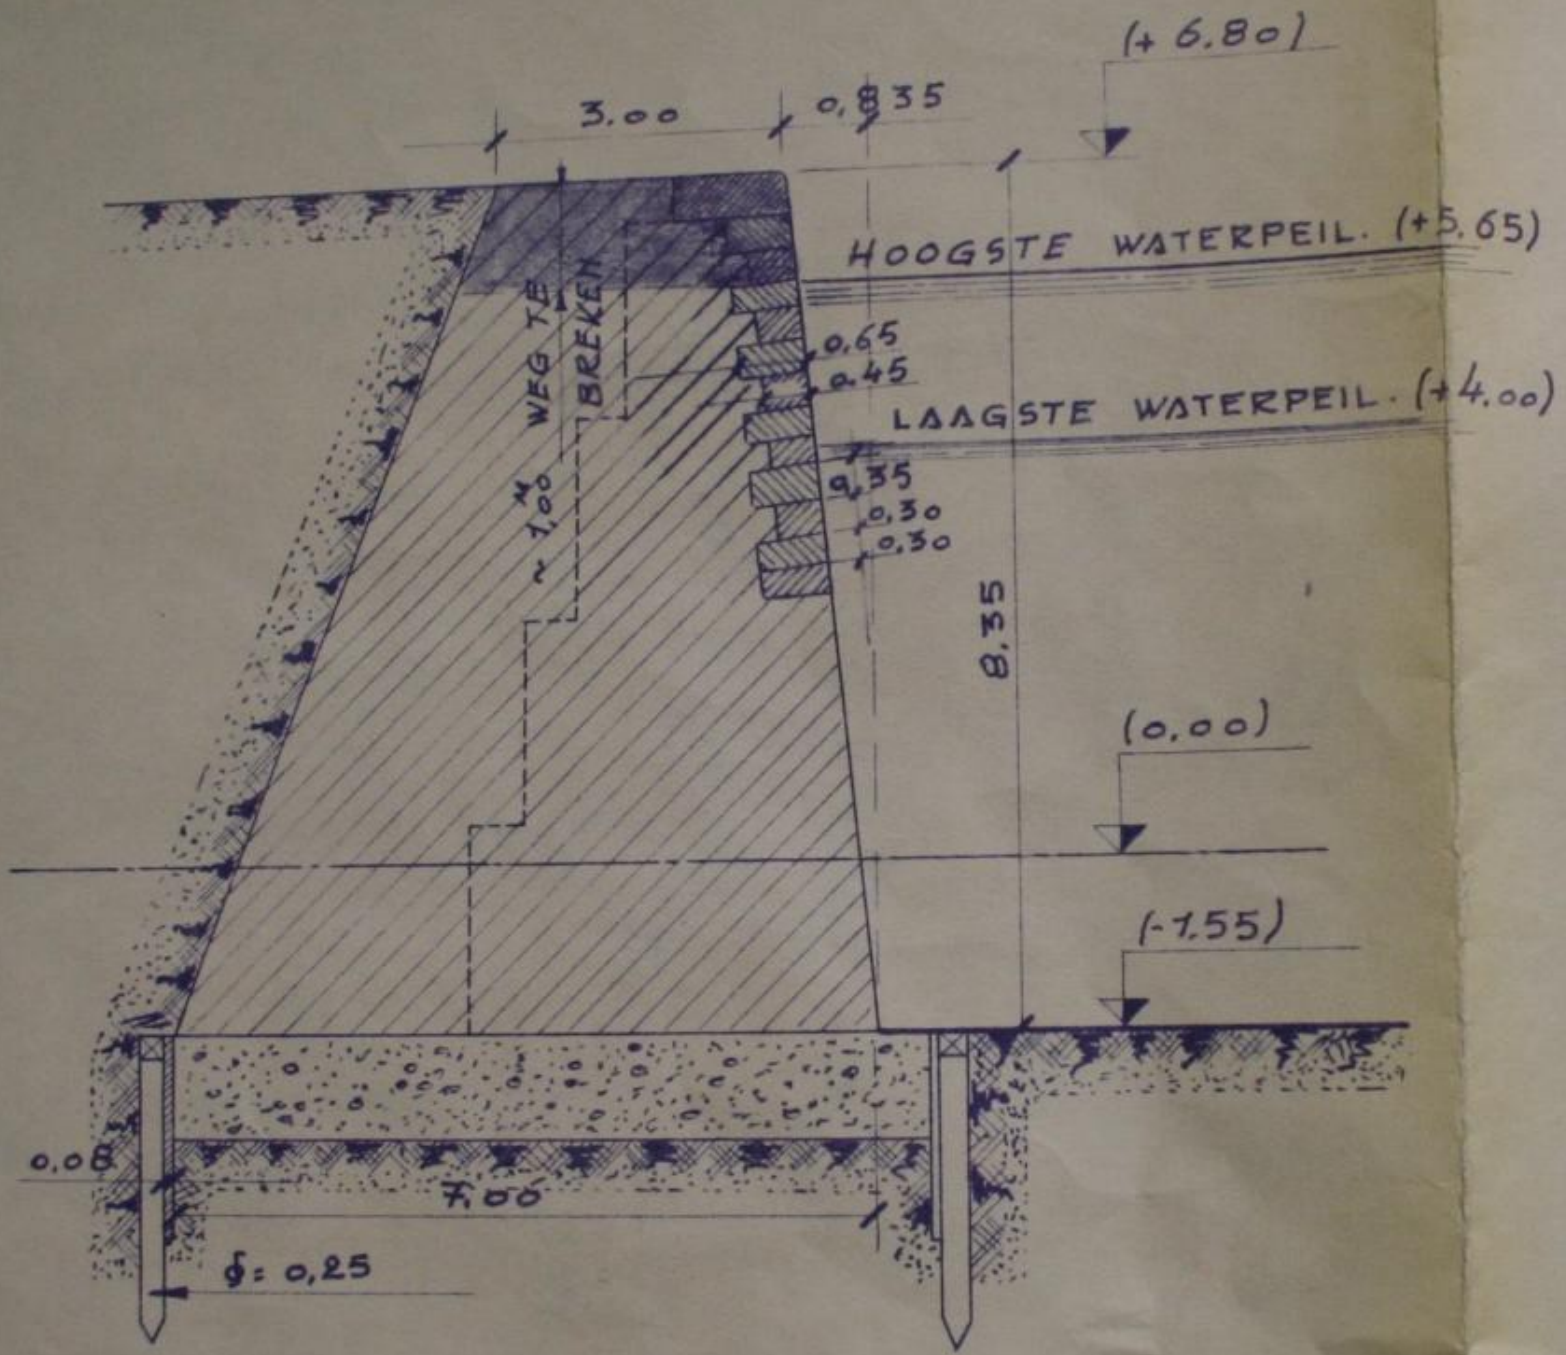 (+ 6.80)
3.00
0,835
HOOGSTE WATERPEIL. (+5.65)
WEG TE
BREKEN
~ 1,00 M
0.65
0.45
LAAGSTE WATERPEIL. (+4.00)
0,35
0,30
0,30
8.35
(0,00)
(-1.55)
7,00
ϕ= 0,25